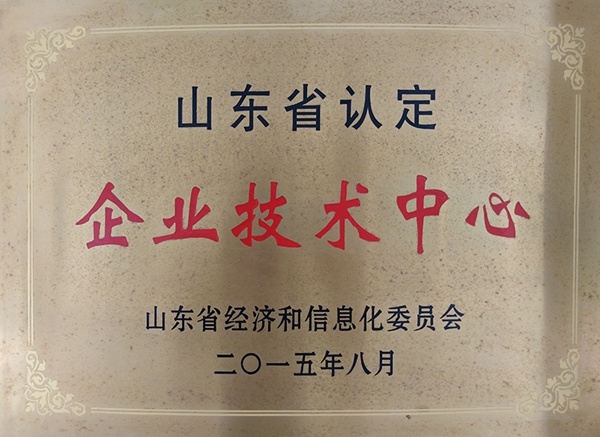 山东省认定
企业技术中心
山东省经济和信息化委员会
二〇一五年八月